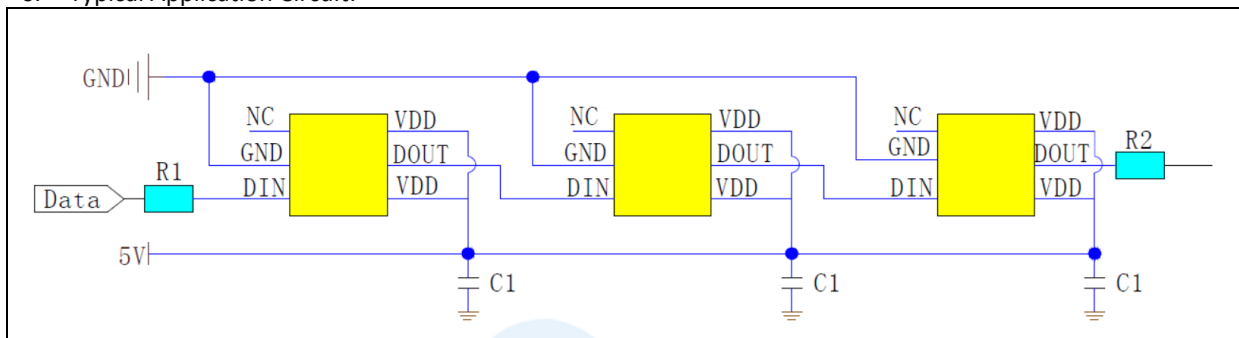 Typical Application Circuit:
GND
NC VDD NC VDD NC VDD
GND DOUT GND DOUT GND DOUT R2
R1 DIN VDD DIN VDD DIN VDD
Data
5V
C1 C1 C1